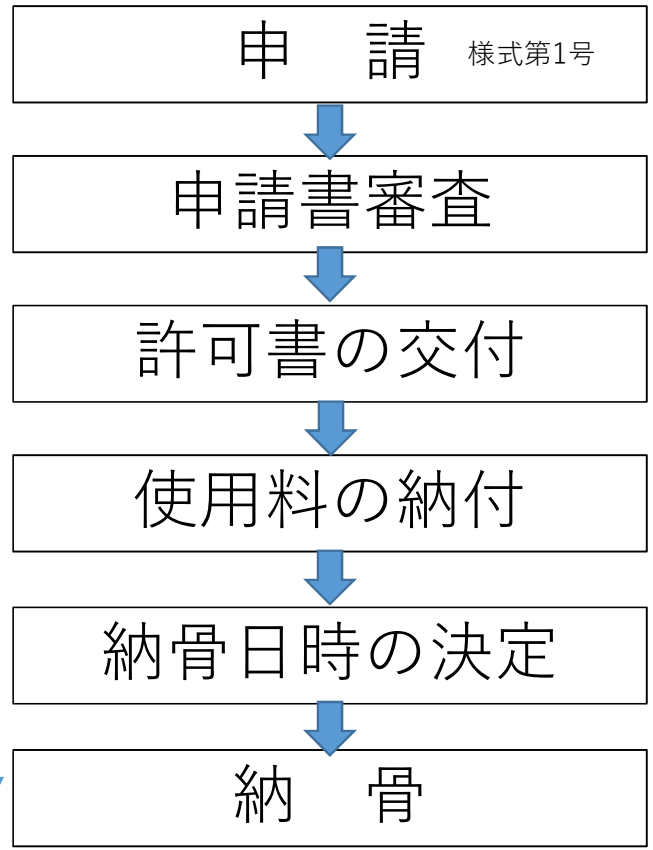 申　請　様式第1号
申請書審査
許可書の交付
使用料の納付
納骨日時の決定
納　骨